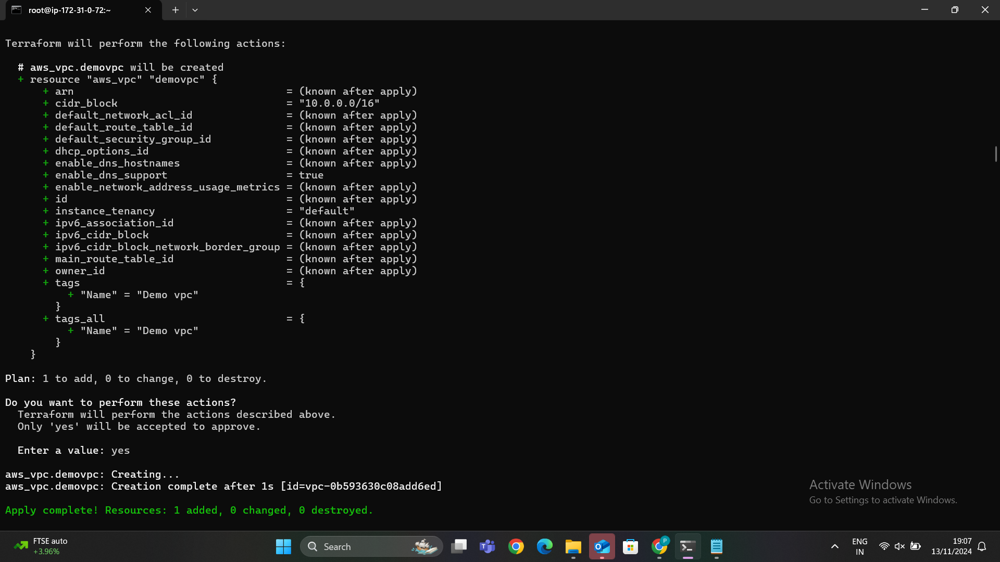 root@ip-172-31-0-72:~
Terraform will perform the following actions:
# aws_vpc.demovpc will be created
+ resource "aws_vpc" "demovpc" {
+ arn = (known after apply)
+ cidr_block = "10.0.0.0/16"
+ default_network_acl_id = (known after apply)
+ default_route_table_id = (known after apply)
+ default_security_group_id = (known after apply)
+ dhcp_options_id = (known after apply)
+ enable_dns_hostnames = (known after apply)
+ enable_dns_support = true
+ enable_network_address_usage_metrics = (known after apply)
+ id = (known after apply)
+ instance_tenancy = "default"
+ ipv6_association_id = (known after apply)
+ ipv6_cidr_block = (known after apply)
+ ipv6_cidr_block_network_border_group = (known after apply)
+ main_route_table_id = (known after apply)
+ owner_id = (known after apply)
+ tags = {
+ "Name" = "Demo vpc"
}
+ tags_all = {
+ "Name" = "Demo vpc"
}
}
Plan: 1 to add, 0 to change, 0 to destroy.
Do you want to perform these actions?
Terraform will perform the actions described above.
Only 'yes' will be accepted to approve.
Enter a value: yes
aws_vpc.demovpc: Creating...
aws_vpc.demovpc: Creation complete after 1s [id=vpc-0b593630c08add6ed]
Apply complete! Resources: 1 added, 0 changed, 0 destroyed.
Activate Windows
Go to Settings to activate Windows.
FTSE auto
+3.96%
Search
P
ENG
IN
19:07
13/11/2024